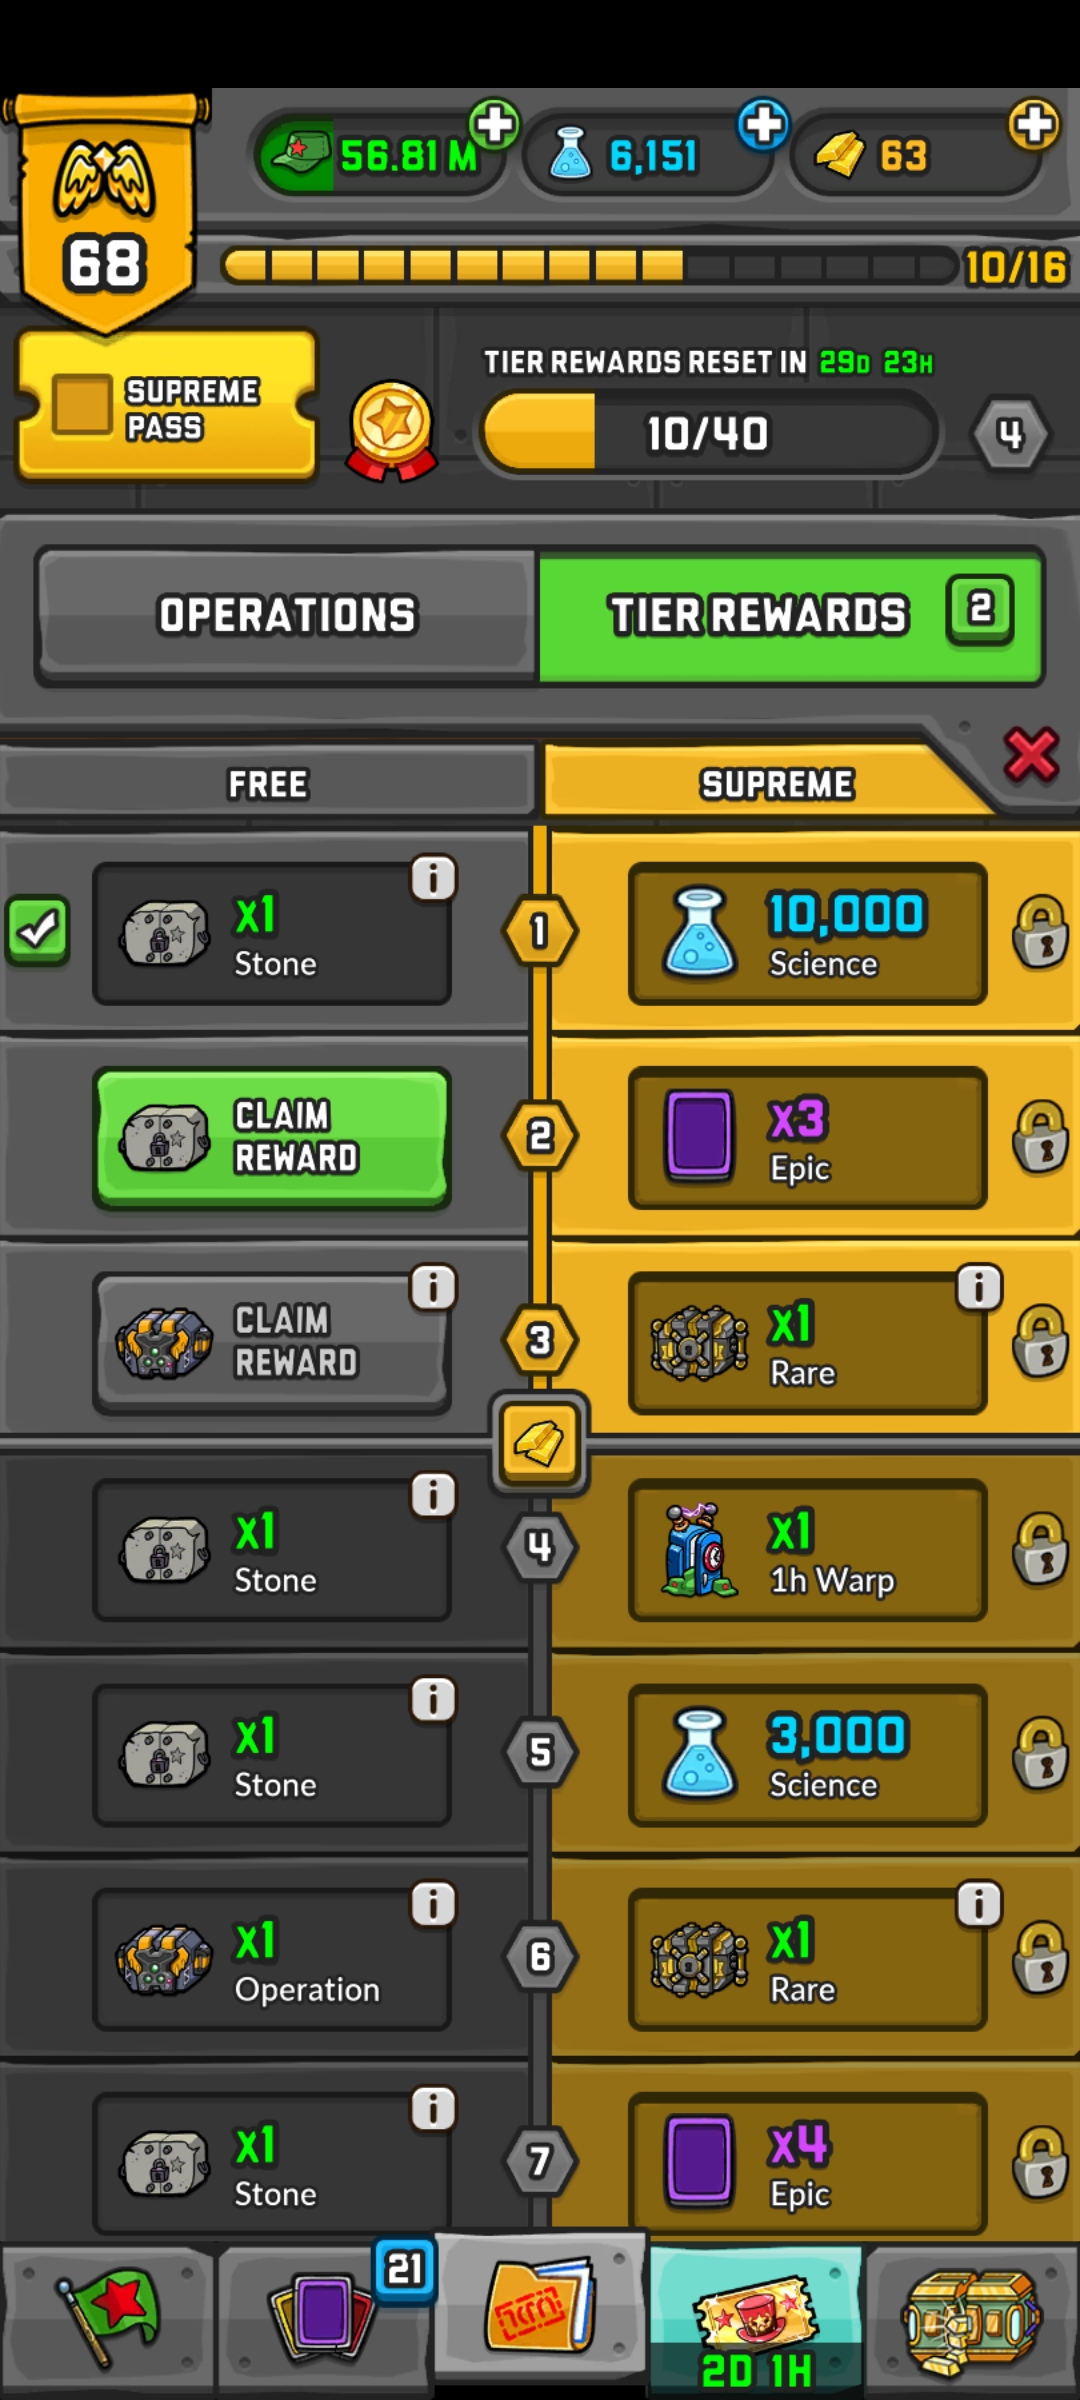 56.81 M
6,151
63
68
10/16
SUPREME
PASS
TIER REWARDS RESET IN 29D 23H
10/40
4
OPERATIONS
TIER REWARDS
2
FREE
SUPREME
X1
Stone
1
10,000
Science
CLAIM
REWARD
2
X3
Epic
CLAIM
REWARD
3
X1
Rare
X1
Stone
4
X1
1h Warp
X1
Stone
5
3,000
Science
X1
Operation
6
X1
Rare
X1
Stone
7
X4
Epic
21
2D 1H